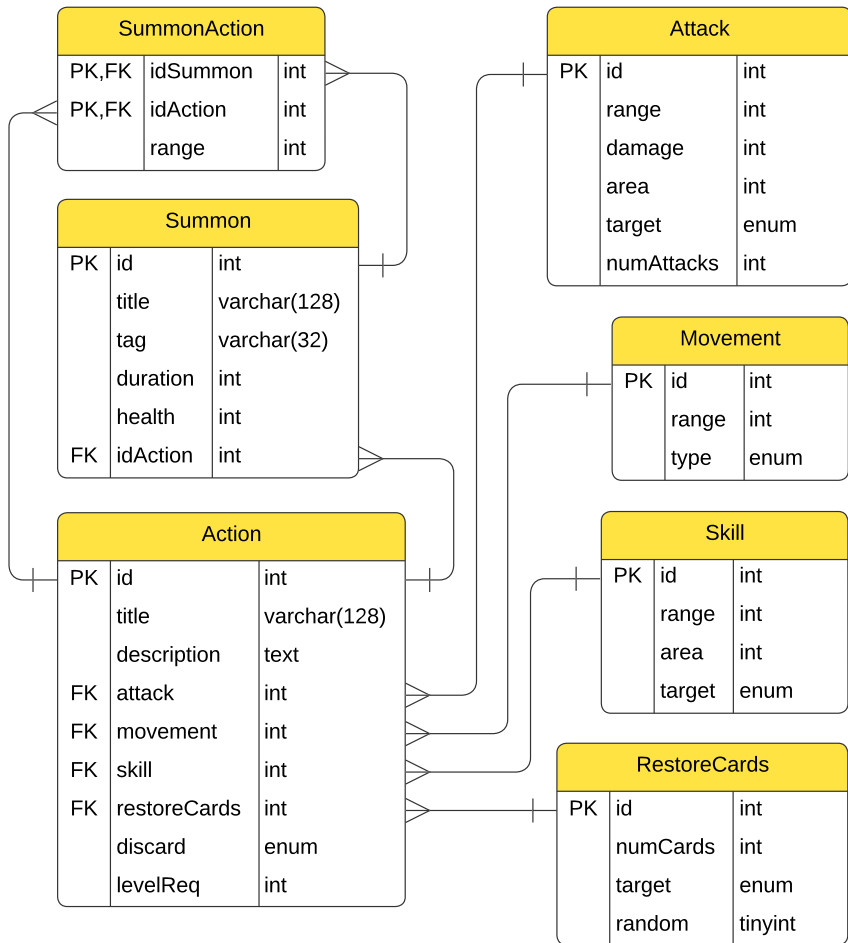 SummonAction
PK,FK idSummon int
PK,FK idAction int
range int
Summon
PK id int
title varchar(128)
tag varchar(32)
duration int
health int
FK idAction int
Action
PK id int
title varchar(128)
description text
FK attack int
FK movement int
FK skill int
FK restoreCards int
discard enum
levelReq int
Attack
PK id int
range int
damage int
area int
target enum
numAttacks int
Movement
PK id int
range int
type enum
Skill
PK id int
range int
area int
target enum
RestoreCards
PK id int
numCards int
target enum
random tinyint